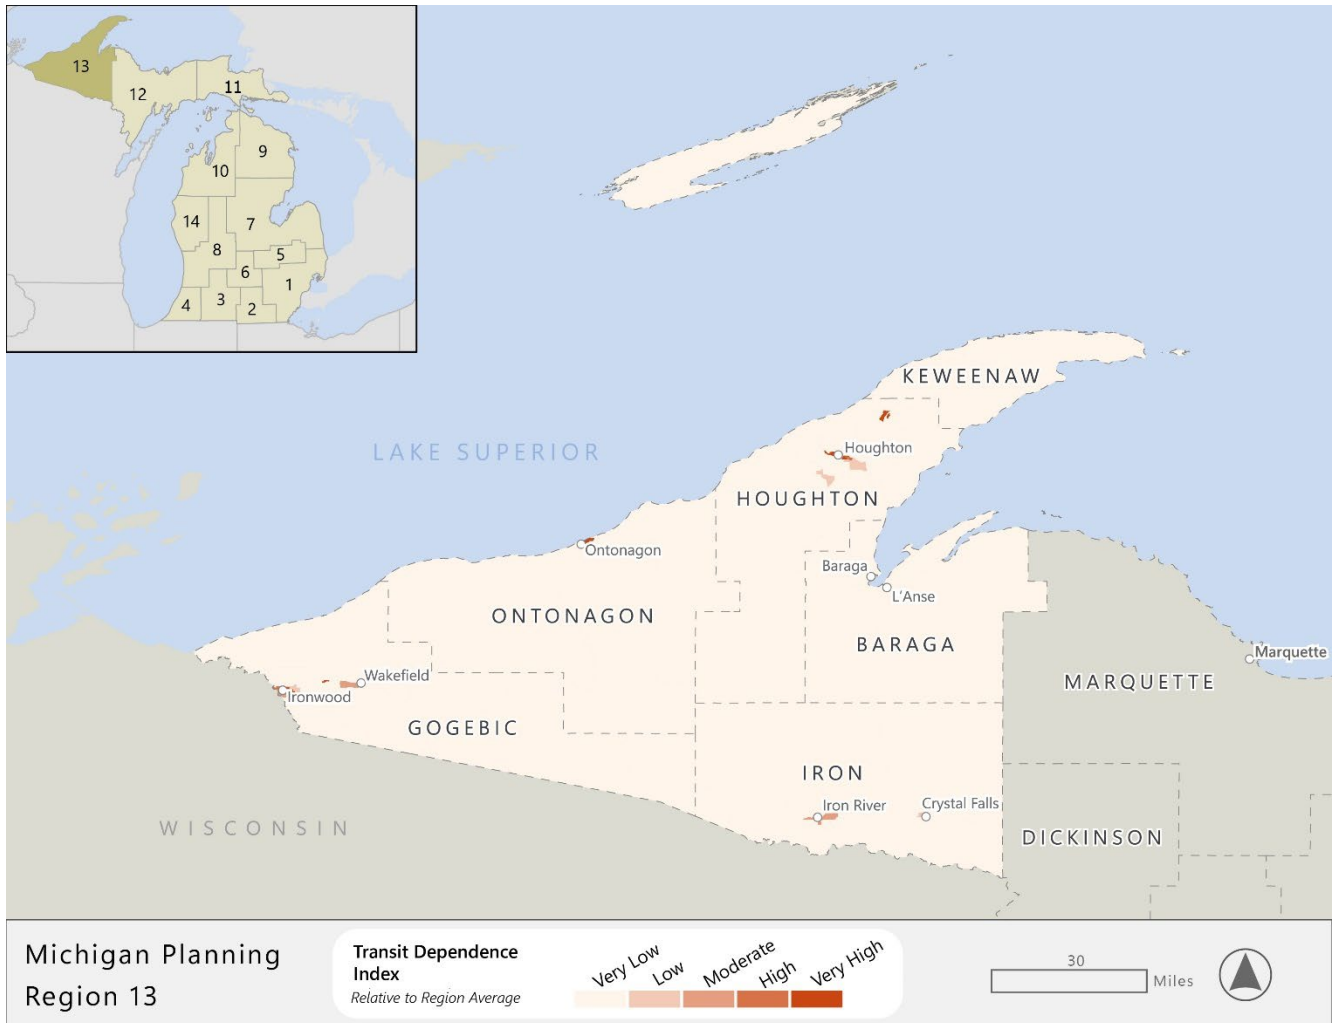 13
12
11
9
10
14
7
8
5
6
1
4
3
2
KEWEENAW
Houghton
LAKE SUPERIOR
HOUGHTON
Ontonagon
Baraga
L'Anse
ONTONAGON
BARAGA
Marquette
Wakefield
Ironwood
MARQUETTE
GOGEBIC
IRON
Iron River
Crystal Falls
WISCONSIN
DICKINSON
Michigan Planning
Region 13
Transit Dependence
Index
Relative to Region Average
Very Low
Low
Moderate
High
Very High
30
Miles